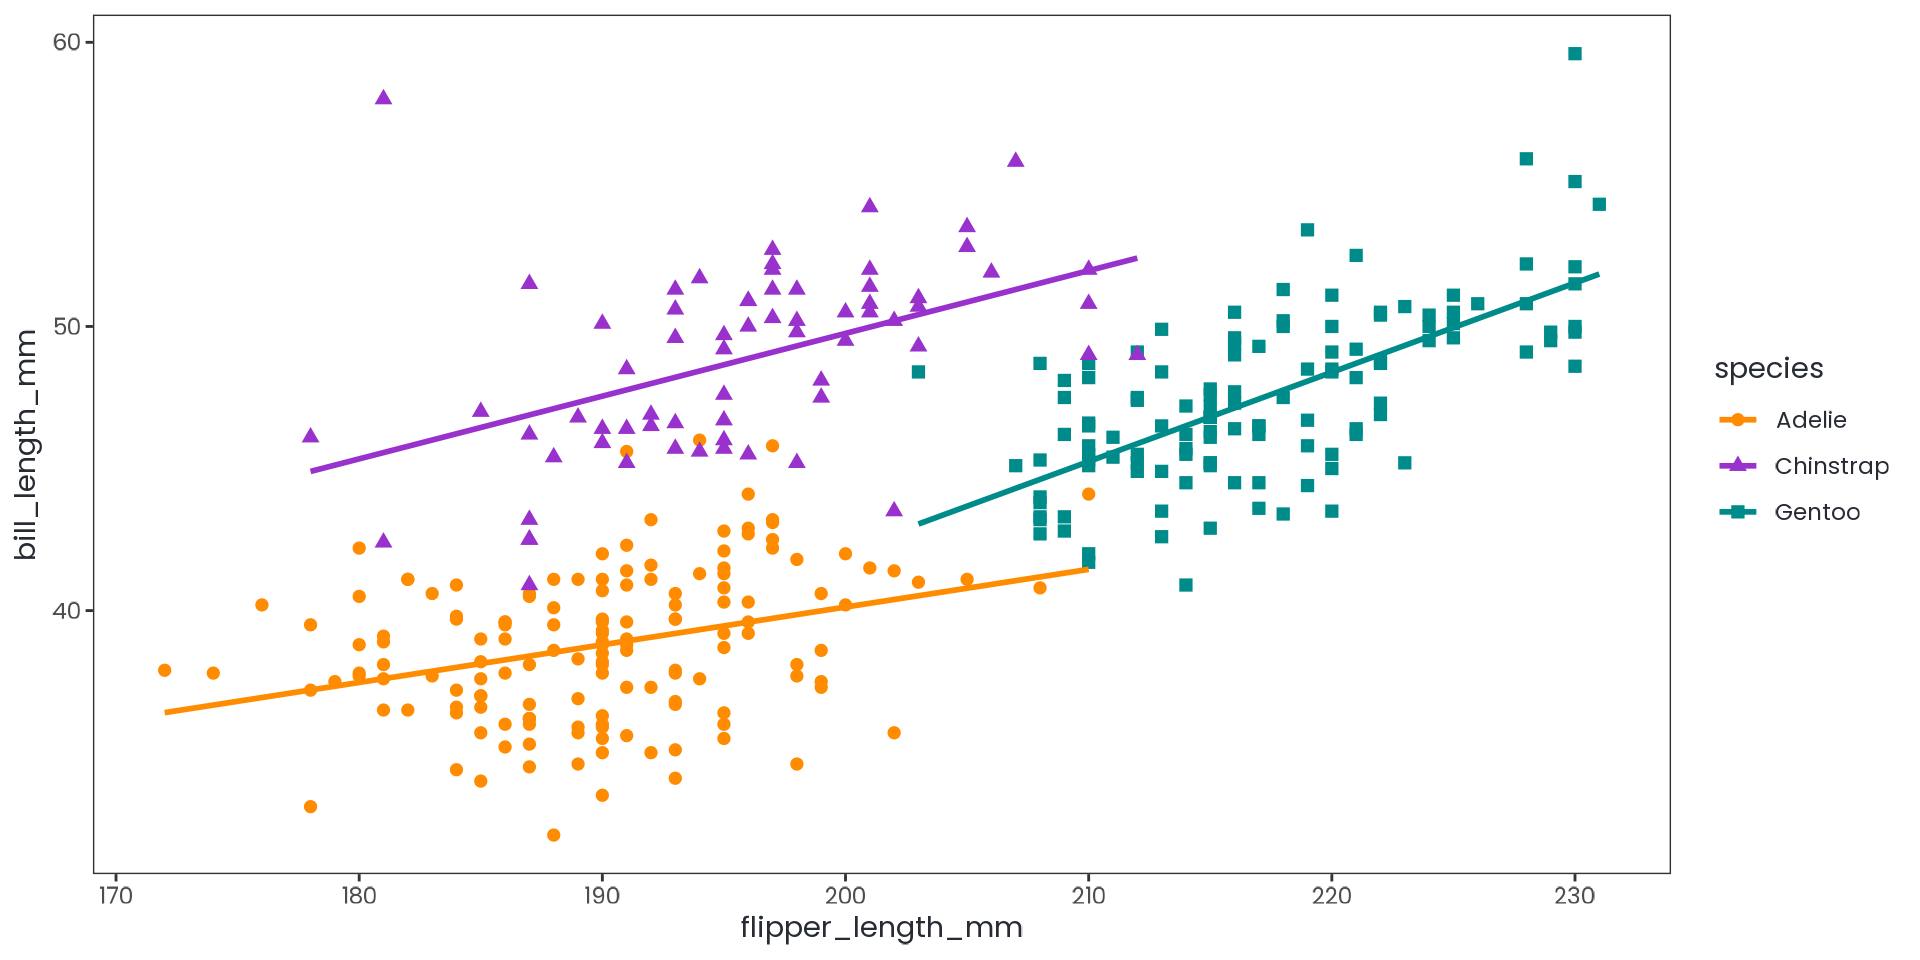 60
50
40
bill_length_mm
170 180 190 200 210 220 230
flipper_length_mm
species
Adelie
Chinstrap
Gentoo